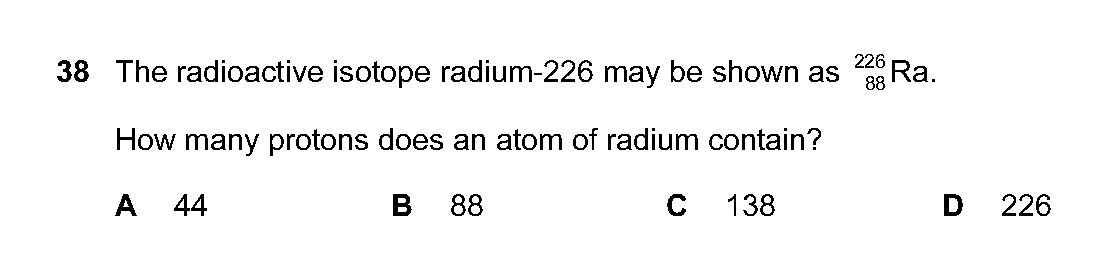 38 The radioactive isotope radium-226 may be shown as ²²⁶₈₈Ra.
How many protons does an atom of radium contain?
A 44 B 88 C 138 D 226